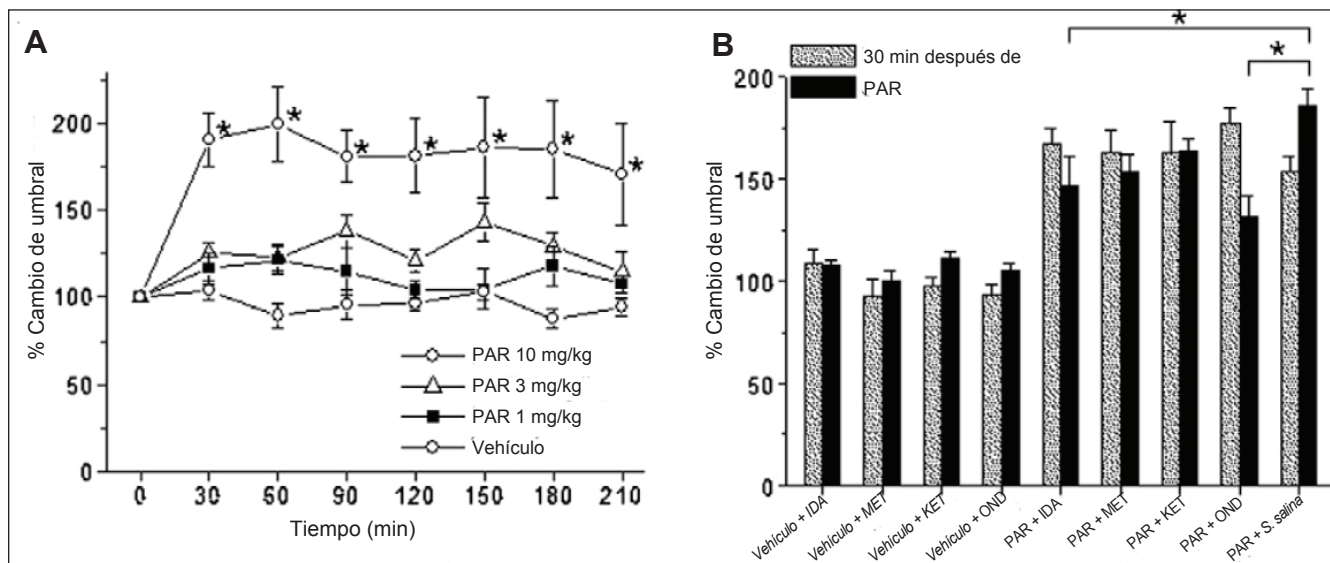 A
% Cambio de umbral
200
150
100
50
0
0 30 50 90 120 150 180 210
Tiempo (min)
* * * * * * *
PAR 10 mg/kg
PAR 3 mg/kg
PAR 1 mg/kg
Vehículo
B
30 min después de
PAR
*
*
% Cambio de umbral
200
150
100
50
0
Vehículo + IDA
Vehículo + MET
Vehículo + KET
Vehículo + OND
PAR + IDA
PAR + MET
PAR + KET
PAR + OND
PAR + S. salina